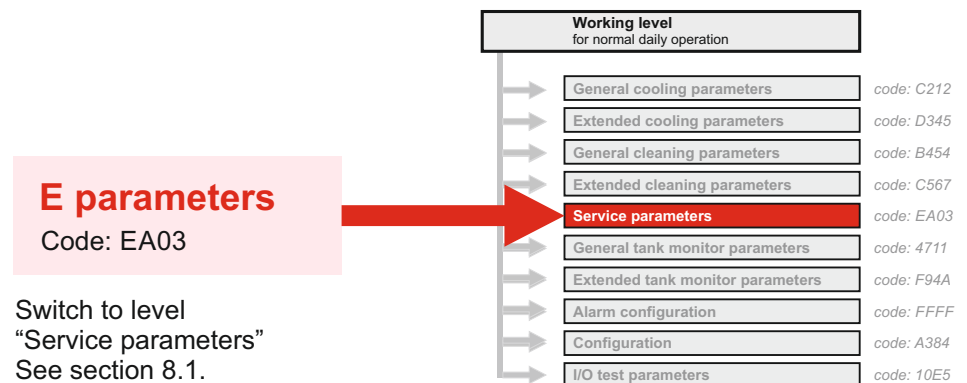 Working level
for normal daily operation
General cooling parameters code: C212
Extended cooling parameters code: D345
General cleaning parameters code: B454
Extended cleaning parameters code: C567
Service parameters code: EA03
General tank monitor parameters code: 4711
Extended tank monitor parameters code: F94A
Alarm configuration code: FFFF
Configuration code: A384
I/O test parameters code: 10E5
E parameters
Code: EA03
Switch to level
“Service parameters”
See section 8.1.